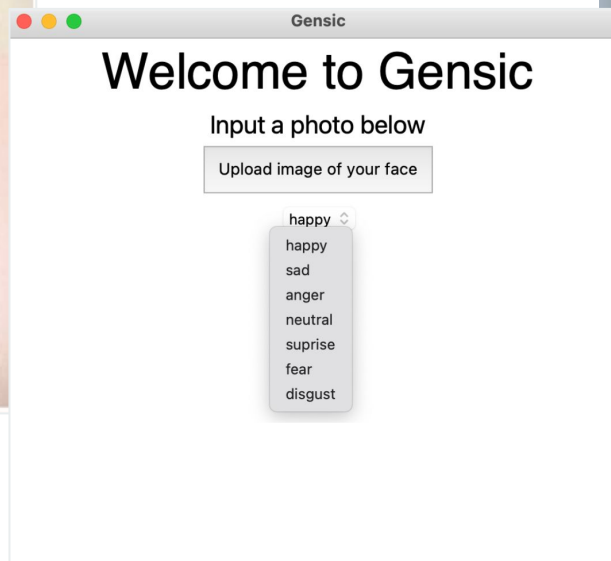 Gensic
Welcome to Gensic
Input a photo below
Upload image of your face
happy
happy
sad
anger
neutral
suprise
fear
disgust